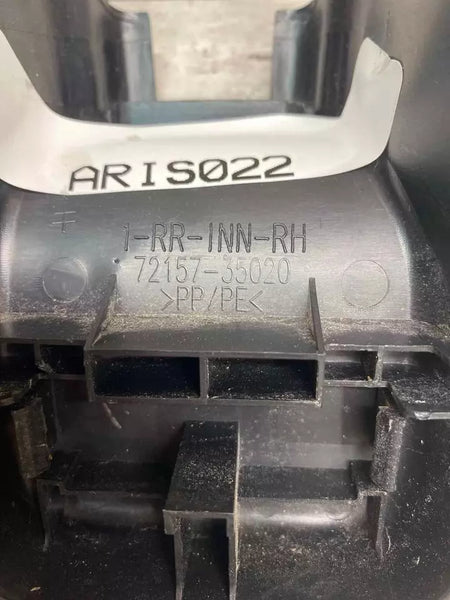 ARIS022
1-RR-INN-RH
72157-35020
>PP/PE<